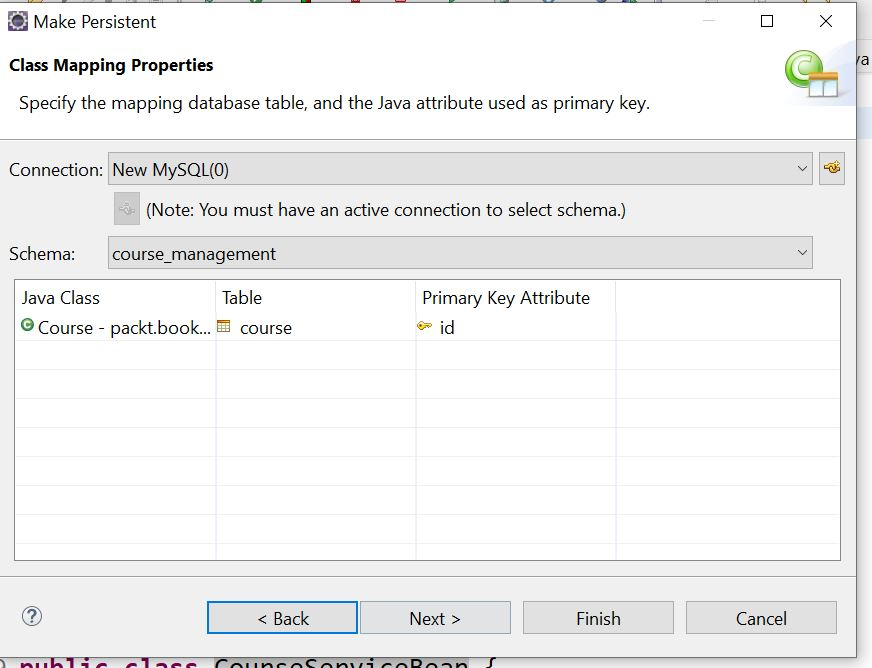 Make Persistent
Class Mapping Properties
Specify the mapping database table, and the Java attribute used as primary key.
va
Connection: New MySQL(0)
(Note: You must have an active connection to select schema.)
Schema: course_management
Java Class Table Primary Key Attribute
Course - packt.book... course id
< Back Next > Finish Cancel
public class CourseServiceBean {